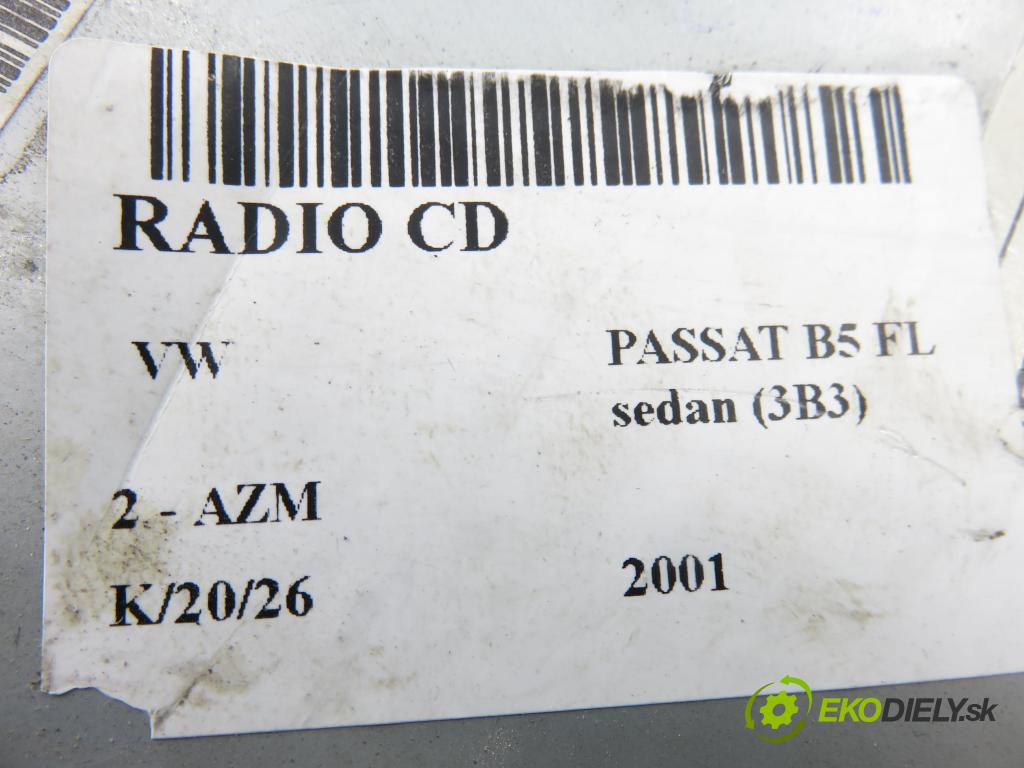 RADIO CD
VW
PASSAT B5 FL
sedan (3B3)
2 - AZM
K/20/26
2001
EKODIELY.sk